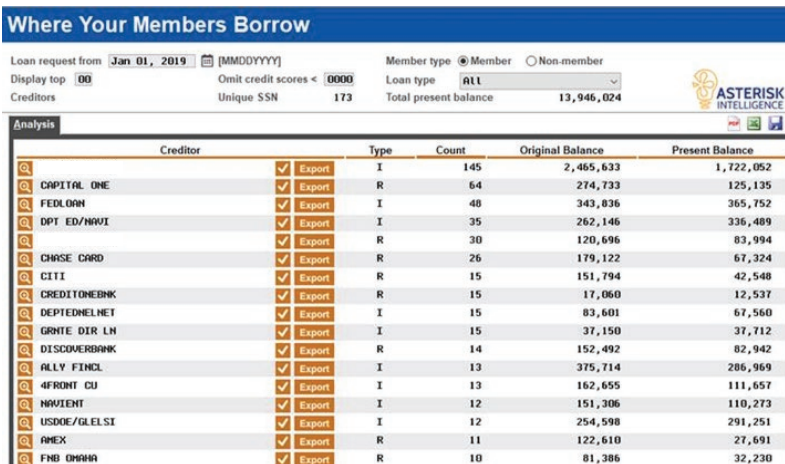 Where Your Members Borrow
Loan request from Jan 01, 2019 [MMDDYYYY] Member type Member Non-member
Display top 00 Omit credit scores < 0000 Loan type All
Creditors Unique SSN 173 Total present balance 13,946,024
ASTERISK
INTELLIGENCE
Analysis PDF
Creditor Type Count Original Balance Present Balance
Export I 145 2,465,633 1,722,052
CAPITAL ONE Export R 64 274,733 125,135
FEDLOAN Export I 48 343,836 365,752
DPT ED/NAVI Export I 35 262,146 336,489
Export R 30 120,696 83,994
CHASE CARD Export R 26 179,122 67,324
CITI Export R 15 151,794 42,548
CREDITONEBNK Export R 15 17,060 12,537
DEPTEDNELNET Export I 15 83,601 67,560
GRNTE DIR LN Export I 15 37,150 37,712
DISCOVERBANK Export R 14 152,492 82,942
ALLY FINCL Export I 13 375,714 286,969
4FRONT CU Export I 13 162,655 111,657
NAVIENT Export I 12 151,306 110,273
USDOE/GLELSI Export I 12 254,598 291,251
AMEX Export R 11 122,610 27,691
FNB OMAHA Export R 10 81,386 32,230